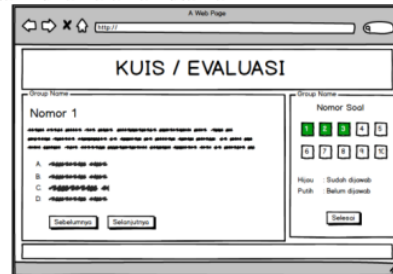 A Web Page
http://
KUIS / EVALUASI
Group Name
Nomor 1
A.
B.
C.
D.
Sebelumnya
Selanjutnya
Group Name
Nomor Soal
1 2 3 4 5
6 7 8 9 10
Hijau : Sudah dijawab
Putih : Belum dijawab
Selesai